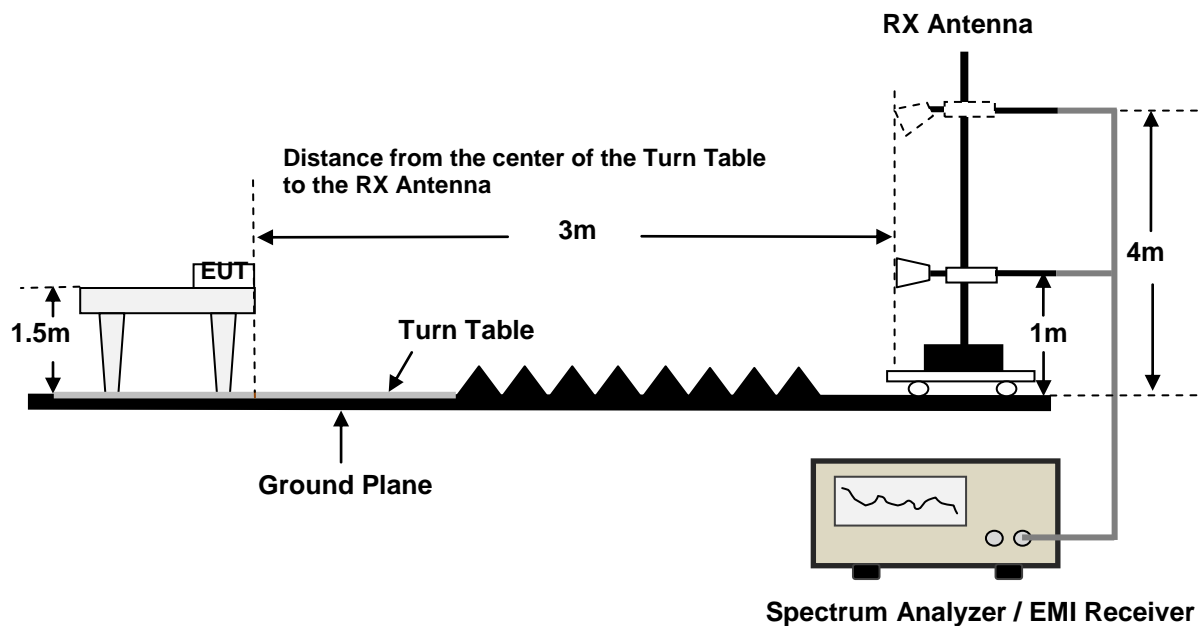 RX Antenna
Distance from the center of the Turn Table
to the RX Antenna
3m
4m
EUT
1.5m
Turn Table
1m
Ground Plane
Spectrum Analyzer / EMI Receiver